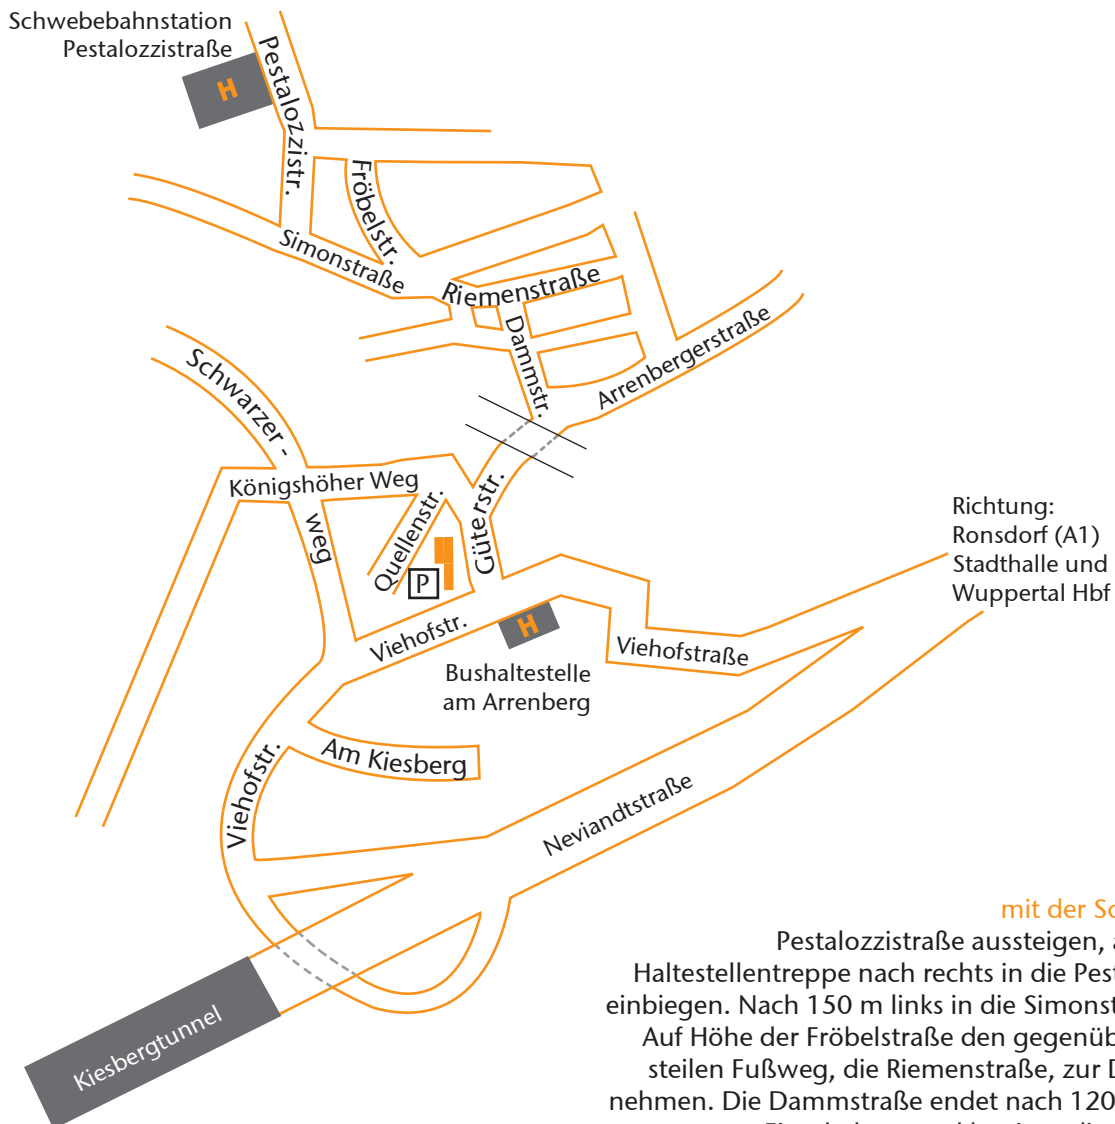 Schwebebahnstation
Pestalozzistraße
H
Pestalozzistr.
Fröbelstr.
Simonstraße
Riemenstraße
Dammstr.
Arrenbergerstraße
Schwarzer -
weg
Königshöher Weg
Quellenstr.
Güterstr.
P
Viehofstr.
H
Bushaltestelle
am Arrenberg
Viehofstraße
Richtung:
Ronsdorf (A1)
Stadthalle und
Wuppertal Hbf
Am Kiesberg
Viehofstr.
Neviandtstraße
Kiesbergtunnel
mit der
Pestalozzistraße aussteigen,
Haltestellentreppe nach rechts in die
einbiegen. Nach 150 m links in die
Auf Höhe der Fröbelstraße den
steilen Fußweg, die Riemenstraße, zur
nehmen. Die Dammstraße endet nach 120